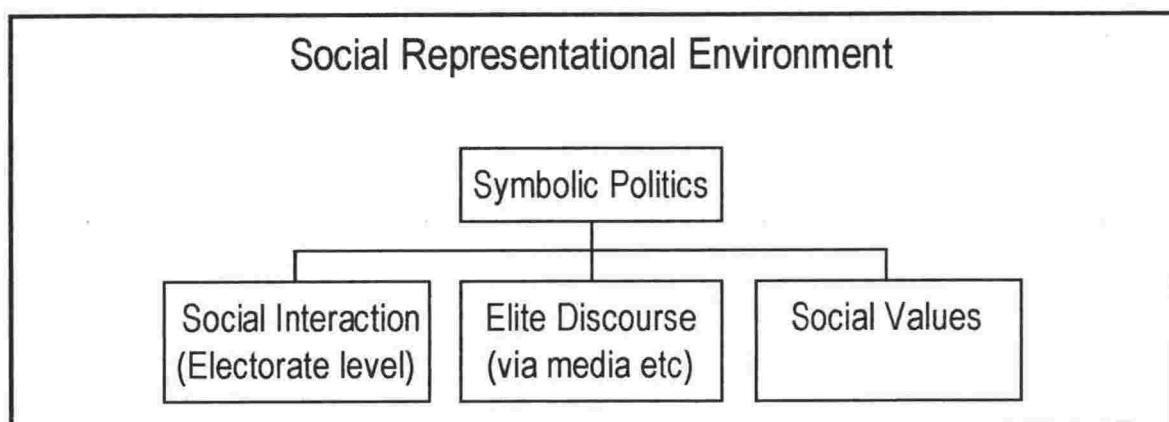 Social Representational Environment
Symbolic Politics
Social Interaction
(Electorate level)
Elite Discourse
(via media etc)
Social Values